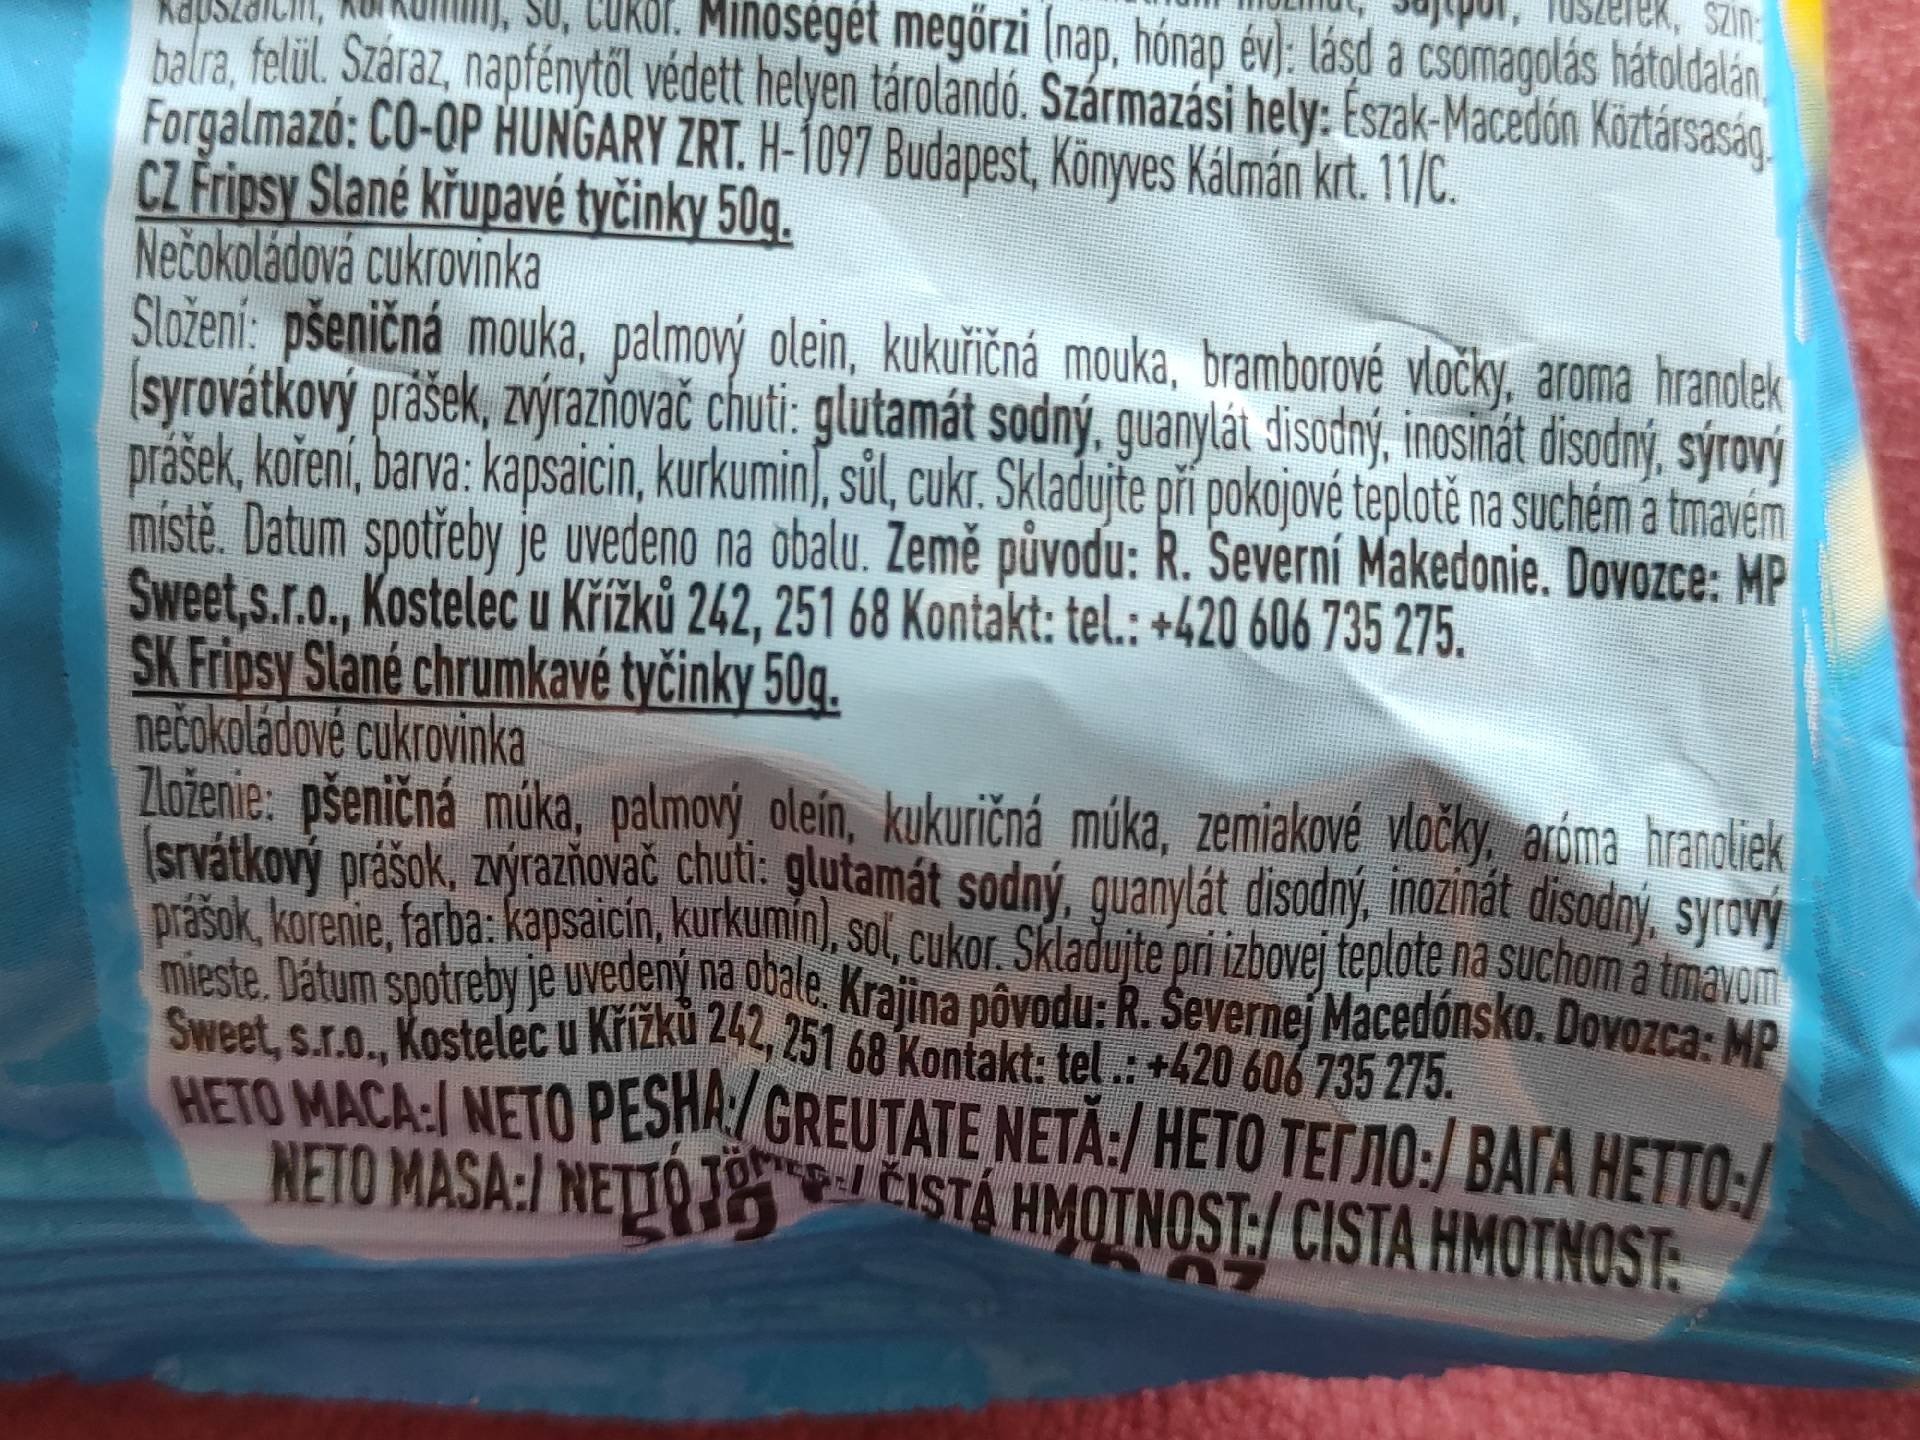 su, cukor. Minőségét megőrzi (nap, hónap év): lásd a csomagolás hátoldalán,
balra, felül. Száraz, napfénytől védett helyen tárolandó. Származási hely: Észak-Macedón Köztársaság.
Forgalmazó: CO-OP HUNGARY ZRT. H-1097 Budapest, Könyves Kálmán krt. 11/C.
CZ Fripsy Slané křupavé tyčinky 50g.
Nečokoládová cukrovinka
Složení: pšeničná mouka, palmový olein, kukuřičná mouka, bramborové vločky, aroma hranolek
(syrovátkový prášek, zvýrazňovač chuti: glutamát sodný, guanylát disodný, inosinát disodný, sýrový
prášek, koření, barva: kapsaicin, kurkumin), sůl, cukr. Skladujte při pokojové teplotě na suchém a tmavém
místě. Datum spotřeby je uvedeno na obalu. Země původu: R. Severní Makedonie. Dovozce: MP
Sweet,s.r.o., Kostelec u Křížků 242, 251 68 Kontakt: tel.: +420 606 735 275.
SK Fripsy Slané chrumkavé tyčinky 50g.
nečokoládové cukrovinka
Zloženie: pšeničná múka, palmový oleín, kukuričná múka, zemiakové vločky, aróma hranoliek
(srvátkový prášok, zvýrazňovač chuti: glutamát sodný, guanylát disodný, inozinát disodný, syrový
prášok, korenie, farba: kapsaicín, kurkumín), soľ, cukor. Skladujte pri izbovej teplote na suchom a tmavom
mieste. Dátum spotreby je uvedený na obale. Krajina pôvodu: R. Severnej Macedónsko. Dovozca: MP
Sweet, s.r.o., Kostelec u Křížků 242, 251 68 Kontakt: tel .: +420 606 735 275.
НЕТО МАСА:/ NETO PESHA:/ GREUTATE NETĂ:/ НЕТО ТЕГЛО:/ ВАГА НЕТТО:/
NETO MASA:/ NETTÓ ČISTÁ HMOTNOST:/ CISTA HMOTNOST:
50g